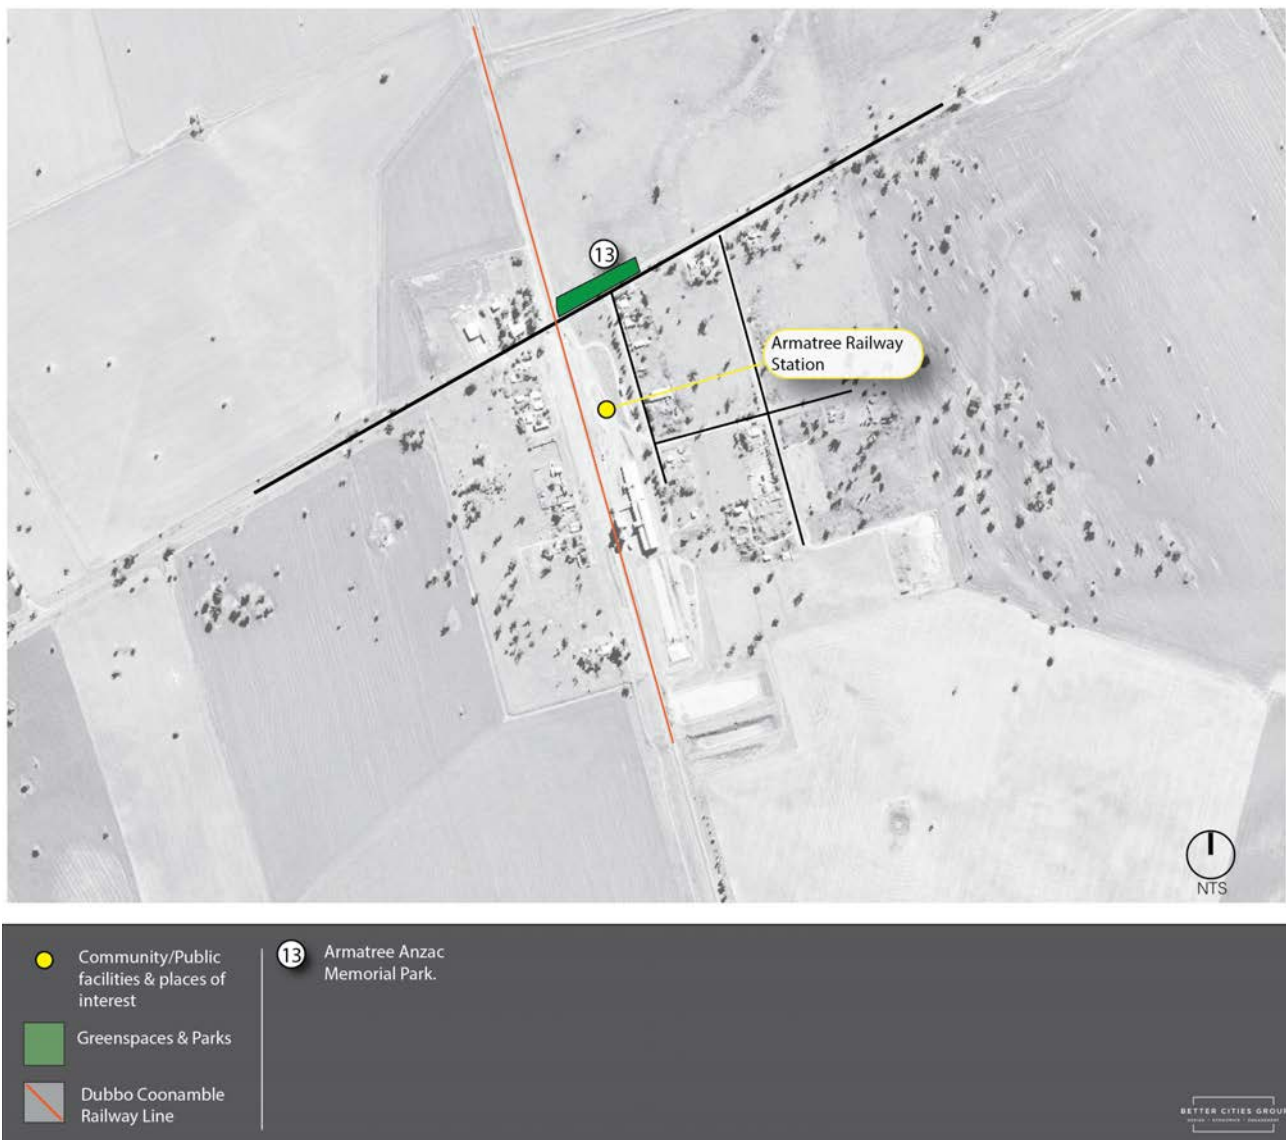 13
Armatree Railway
Station
NTS
Community/Public
facilities & places of
interest
Greenspaces & Parks
Dubbo Coonamble
Railway Line
13
Armatree Anzac
Memorial Park.
BETTER CITIES GROUP